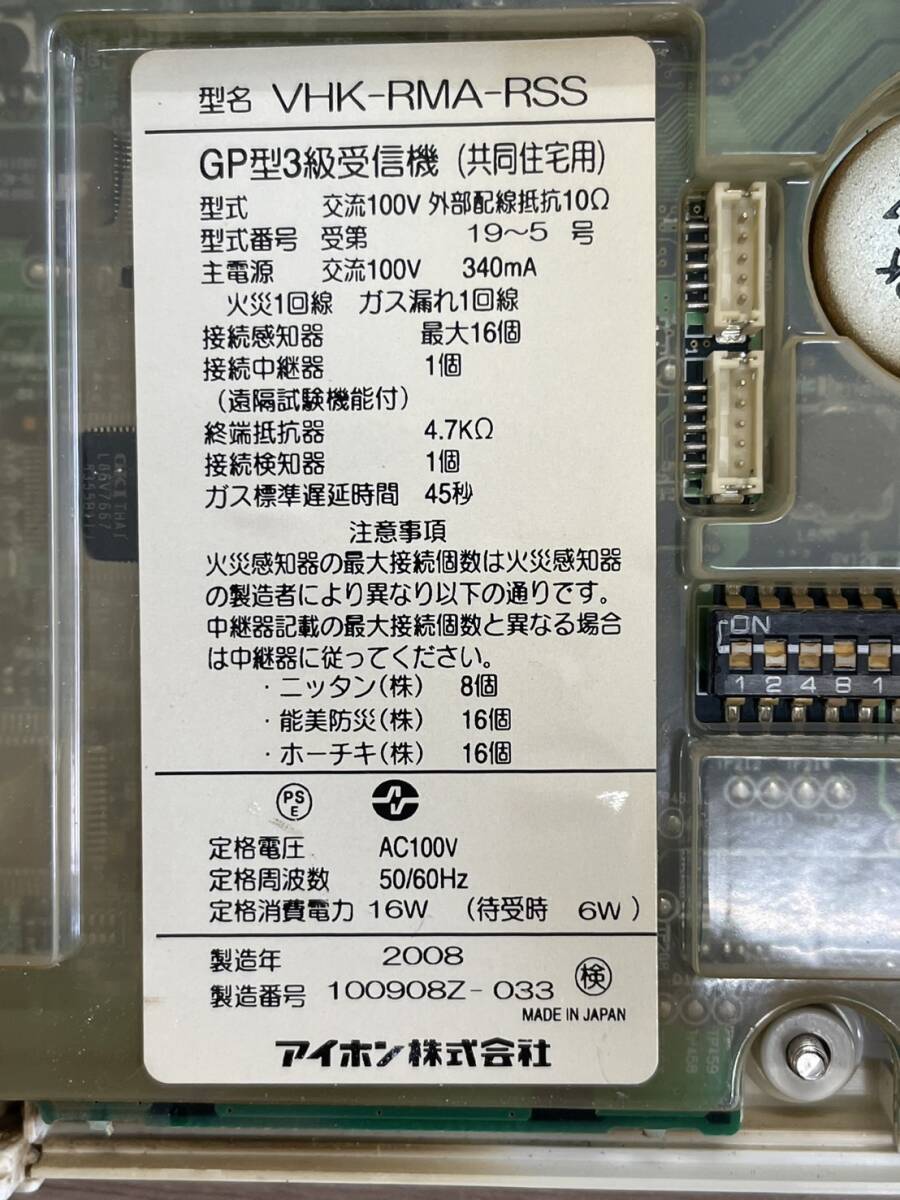 型名 VHK-RMA-RSS
GP型3級受信機 (共同住宅用)
型式 交流100V 外部配線抵抗10Ω
型式番号 受第 19～5 号
主電源 交流100V 340mA
火災1回線 ガス漏れ1回線
接続感知器 最大16個
接続中継器 1個
(遠隔試験機能付)
終端抵抗器 4.7KΩ
接続検知器 1個
ガス標準遅延時間 45秒
注意事項
火災感知器の最大接続個数は火災感知器
の製造者により異なり以下の通りです。
中継器記載の最大接続個数と異なる場合
は中継器に従ってください。
・ニッタン(株) 8個
・能美防災(株) 16個
・ホーチキ(株) 16個
PS
E
定格電圧 AC100V
定格周波数 50/60Hz
定格消費電力 16W (待受時 6W)
製造年 2008
製造番号 100908Z-033 検
MADE IN JAPAN
アイホン株式会社
ON
1 2 4 8 1
OKI THAI